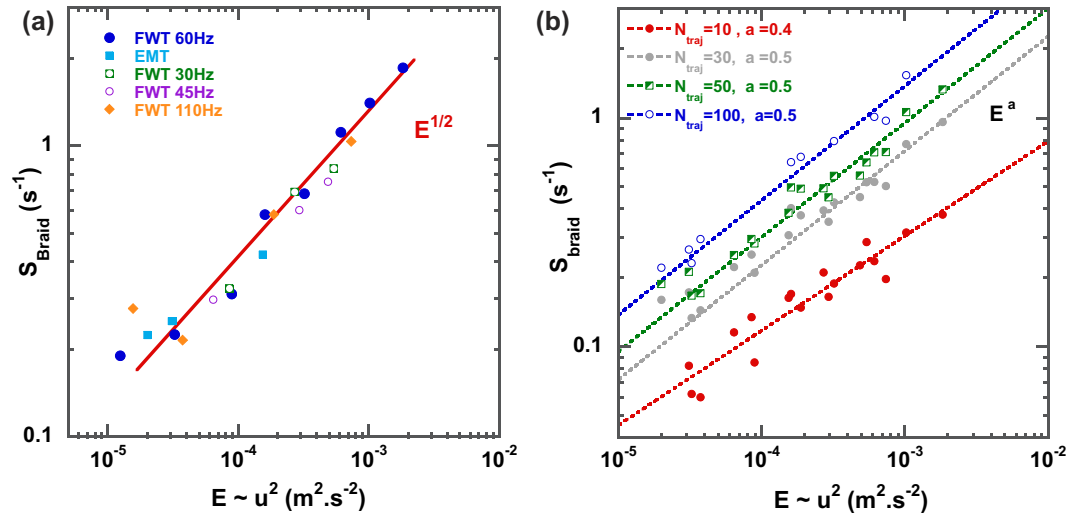 (a)
FWT 60Hz
EMT
FWT 30Hz
FWT 45Hz
FWT 110Hz
E^1/2
1
0.1
S_Braid (s^-1)
10^-5
10^-4
10^-3
10^-2
E ~ u^2 (m^2.s^-2)
(b)
N_traj=10 , a=0.4
N_traj=30, a=0.5
N_traj=50, a=0.5
N_traj=100, a=0.5
E^a
1
0.1
S_braid (s^-1)
10^-5
10^-4
10^-3
10^-2
E ~ u^2 (m^2.s^-2)